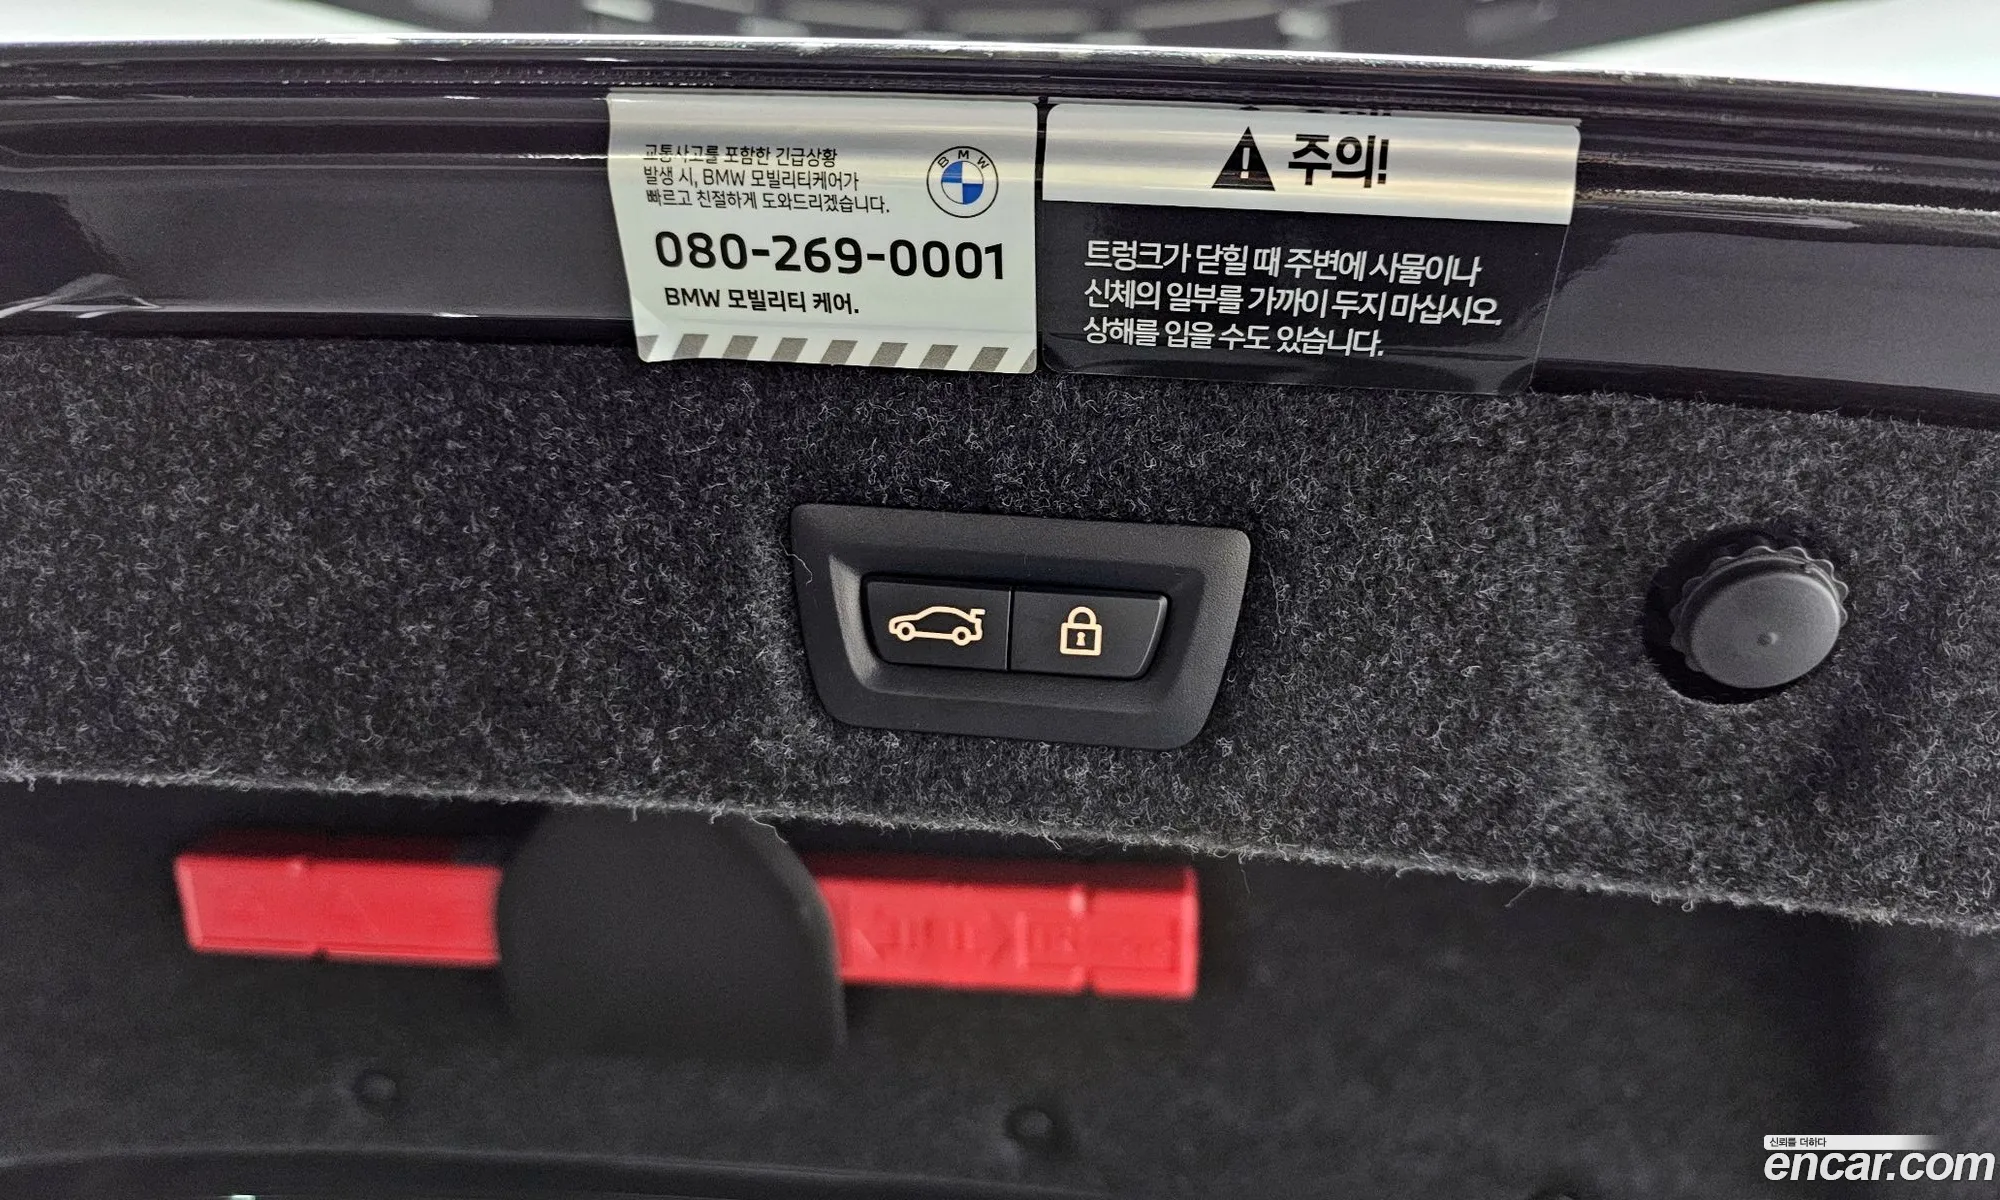 교통사고를 포함한 긴급상황
발생 시, BMW 모빌리티케어가
빠르고 친절하게 도와드리겠습니다.
BMW
080-269-0001
BMW 모빌리티 케어.
주의!
트렁크가 닫힐 때 주변에 사물이나
신체의 일부를 가까이 두지 마십시오.
상해를 입을 수도 있습니다.
신뢰를 더하다
encar.com